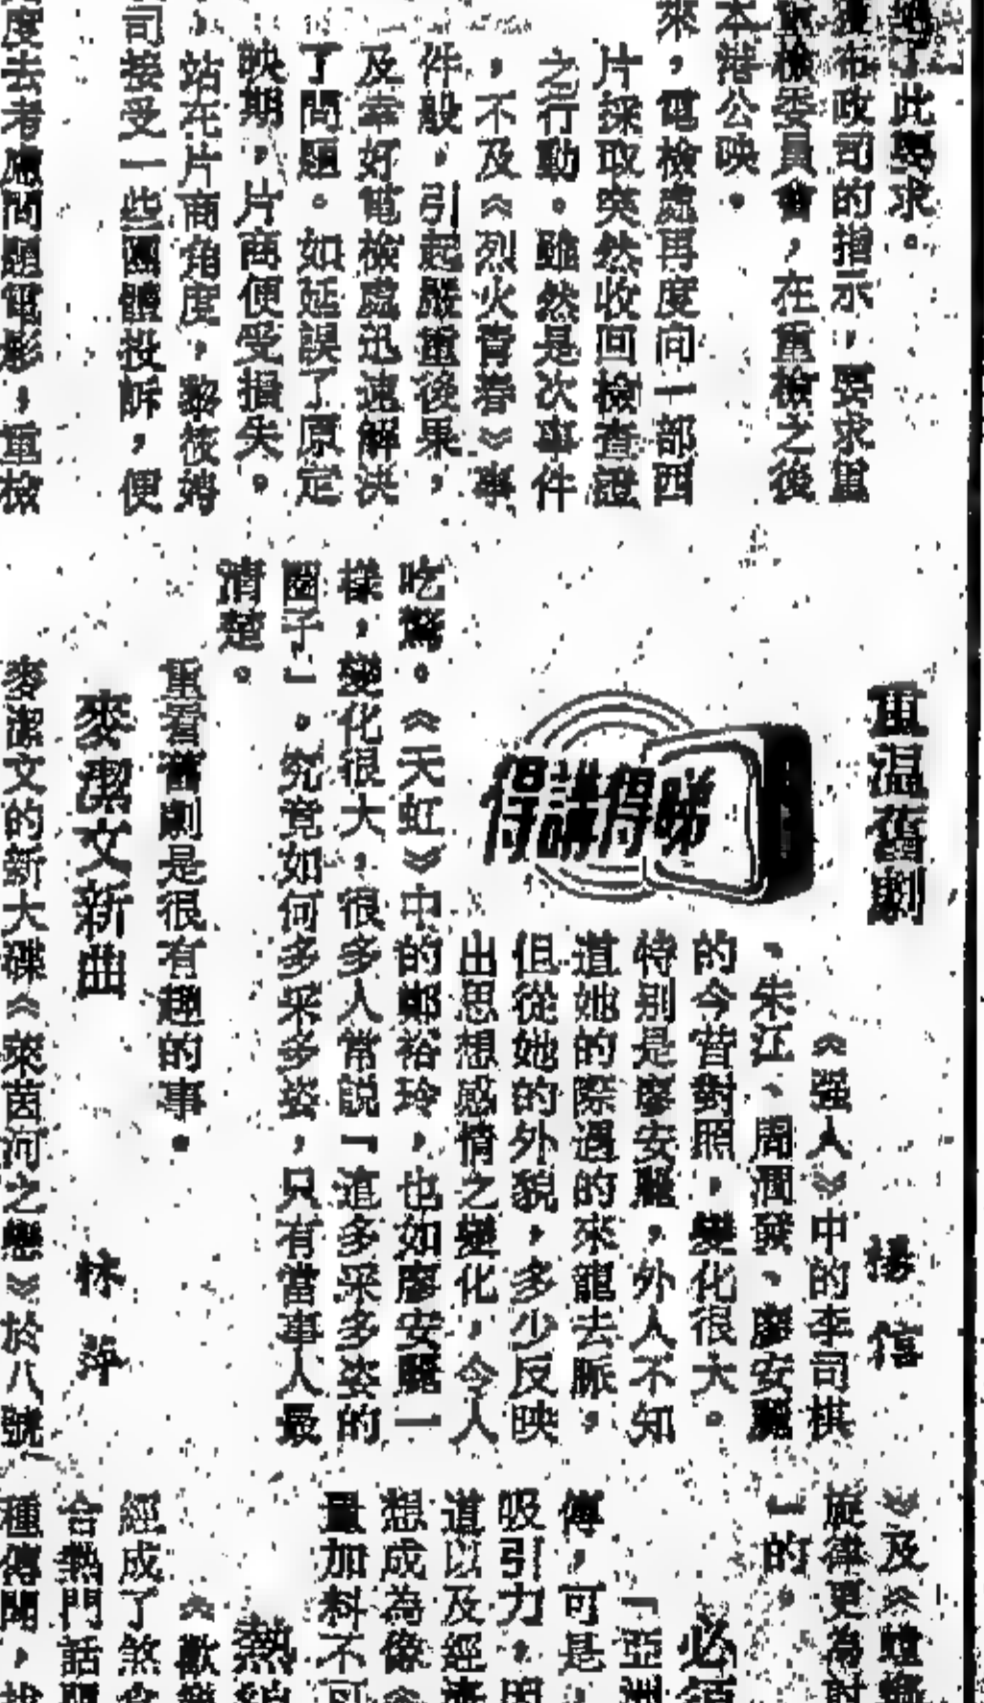 此要求。
布政司的指示，要求重
檢委員會，在重檢之後
本港公映。
來，電檢處再度向一部西
片採取突然收回檢查證
之行動。雖然是次事件
，不及《烈火青春》事
件般，引起嚴重後果，
及幸好電檢處迅速解決
了問題。如延誤了原定
映期，片商便受損失。
，站在片商角度，黎筱娉
司接受一些團體投訴，便
度去考慮問題電影，重檢
重溫舊劇
楊
得講得睇
《强人》中的李司棋
、朱江、周潤發、廖安麗
的今昔對照，變化很大。
特別是廖安麗，外人不知
道她的際遇的來龍去脈，
但從她的外貌，多少反映
出思想感情之變化，令人
吃驚。《天虹》中的鄭裕玲，也如廖安麗一
樣，變化很大，很多人常說「這多采多姿的
圈子」，究竟如何多采多姿，只有當事人最
清楚。
重看舊劇是很有趣的事。
麥潔文新曲
林萍
麥潔文的新大碟《萊茵河之戀》於八號
》及《
旋律更為
的，
必
「亞洲
傳，可是
吸引力，因
道以及經
想成為像《
量加料不可
熱
《歡
經成了煞
合熱門話題
種傳聞，